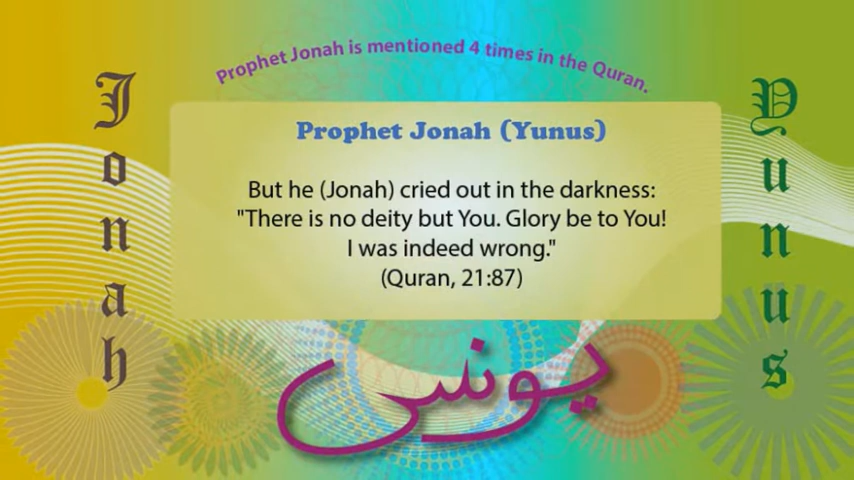 Prophet Jonah is mentioned 4 times in the Quran.
Jonah
Prophet Jonah (Yunus)
But he (Jonah) cried out in the darkness:
"There is no deity but You. Glory be to You!
I was indeed wrong."
(Quran, 21:87)
Yunus
يونس